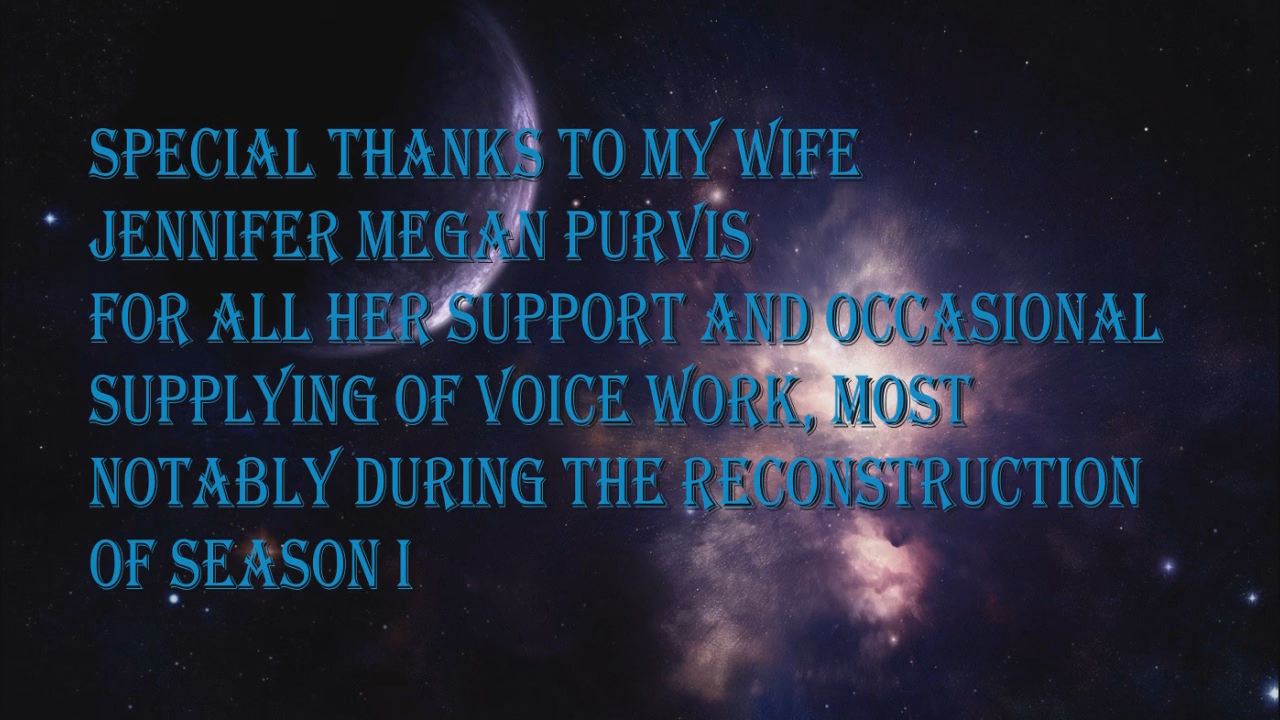 SPECIAL THANKS TO MY WIFE
JENNIFER MEGAN PURVIS
FOR ALL HER SUPPORT AND OCCASIONAL
SUPPLYING OF VOICE WORK, MOST
NOTABLY DURING THE RECONSTRUCTION
OF SEASON I